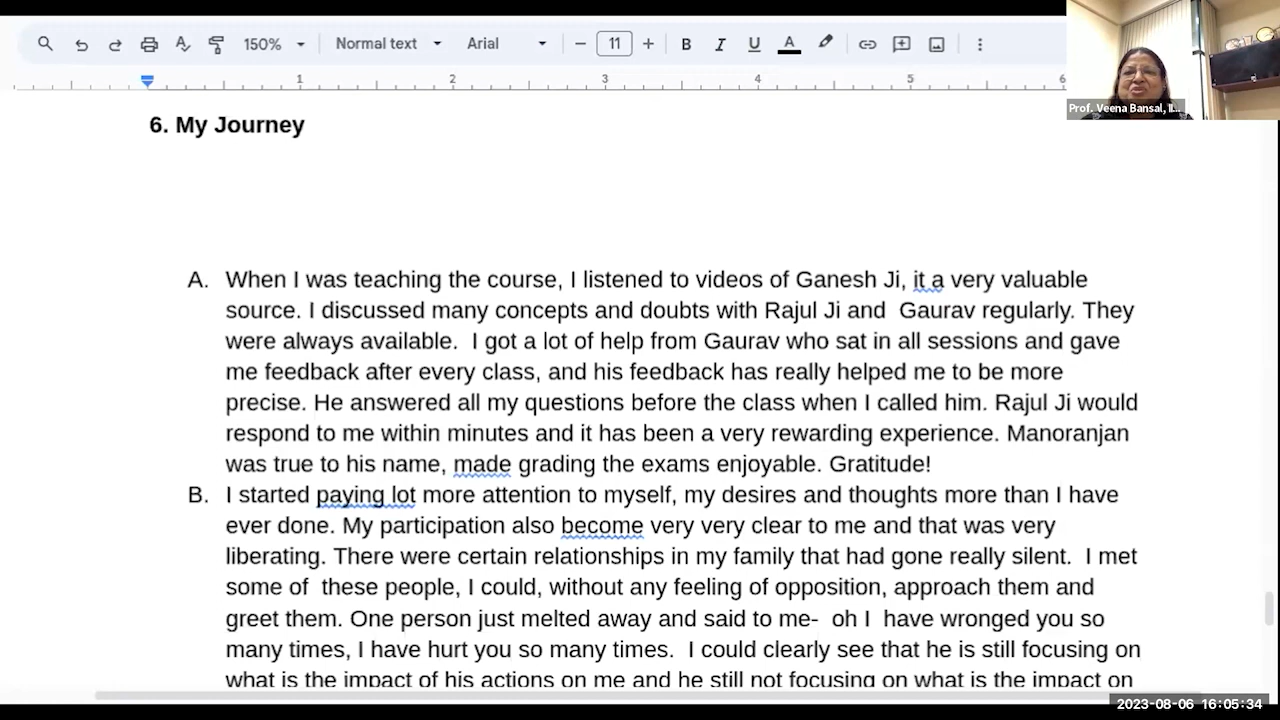 150%
Normal text
Arial
11
B
I
U
A
1
2
3
4
5
6
Prof. Veena Bansal, II...
6. My Journey
A. When I was teaching the course, I listened to videos of Ganesh Ji, it a very valuable
source. I discussed many concepts and doubts with Rajul Ji and Gaurav regularly. They
were always available. I got a lot of help from Gaurav who sat in all sessions and gave
me feedback after every class, and his feedback has really helped me to be more
precise. He answered all my questions before the class when I called him. Rajul Ji would
respond to me within minutes and it has been a very rewarding experience. Manoranjan
was true to his name, made grading the exams enjoyable. Gratitude!
B. I started paying lot more attention to myself, my desires and thoughts more than I have
ever done. My participation also become very very clear to me and that was very
liberating. There were certain relationships in my family that had gone really silent. I met
some of these people, I could, without any feeling of opposition, approach them and
greet them. One person just melted away and said to me- oh I have wronged you so
many times, I have hurt you so many times. I could clearly see that he is still focusing on
what is the impact of his actions on me and he still not focusing on what is the impact on
2023-08-06 16:05:34